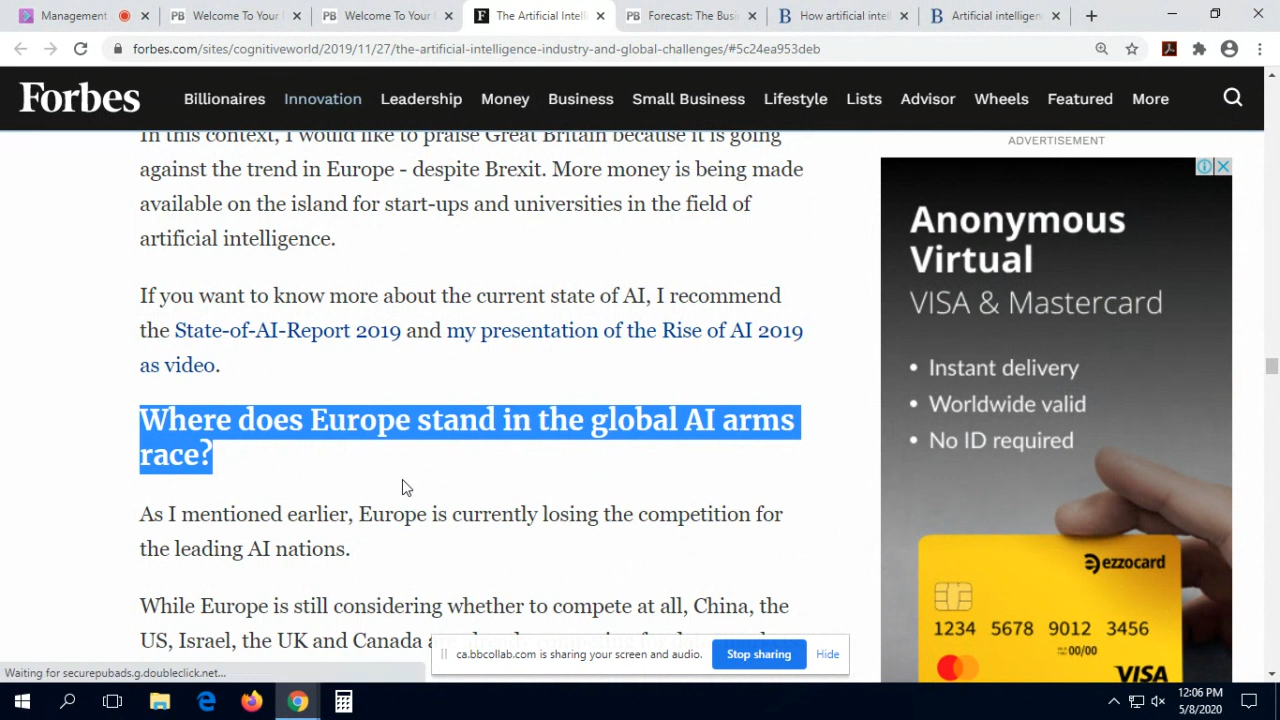 Management
Welcome To Your
Welcome To Your
The Artificial Intel
Forecast: The Busi
How artificial intel
Artificial intelligen
forbes.com/sites/cognitiveworld/2019/11/27/the-artificial-intelligence-industry-and-global-challenges/#5c24ea953deb
Forbes
Billionaires Innovation Leadership Money Business Small Business Lifestyle Lists Advisor Wheels Featured More
In this context, I would like to praise Great Britain because it is going
against the trend in Europe - despite Brexit. More money is being made
available on the island for start-ups and universities in the field of
artificial intelligence.
If you want to know more about the current state of AI, I recommend
the State-of-AI-Report 2019 and my presentation of the Rise of AI 2019
as video.
Where does Europe stand in the global AI arms
race?
As I mentioned earlier, Europe is currently losing the competition for
the leading AI nations.
While Europe is still considering whether to compete at all, China, the
US, Israel, the UK and Canada
ADVERTISEMENT
Anonymous
Virtual
VISA & Mastercard
• Instant delivery
• Worldwide valid
• No ID required
ezzocard
1234 5678 9012 3456
00/00
VISA
ca.bbcollab.com is sharing your screen and audio.
Stop sharing
Hide
Waiting for securepubads.g.doubleclick.net...
12:06 PM
5/8/2020